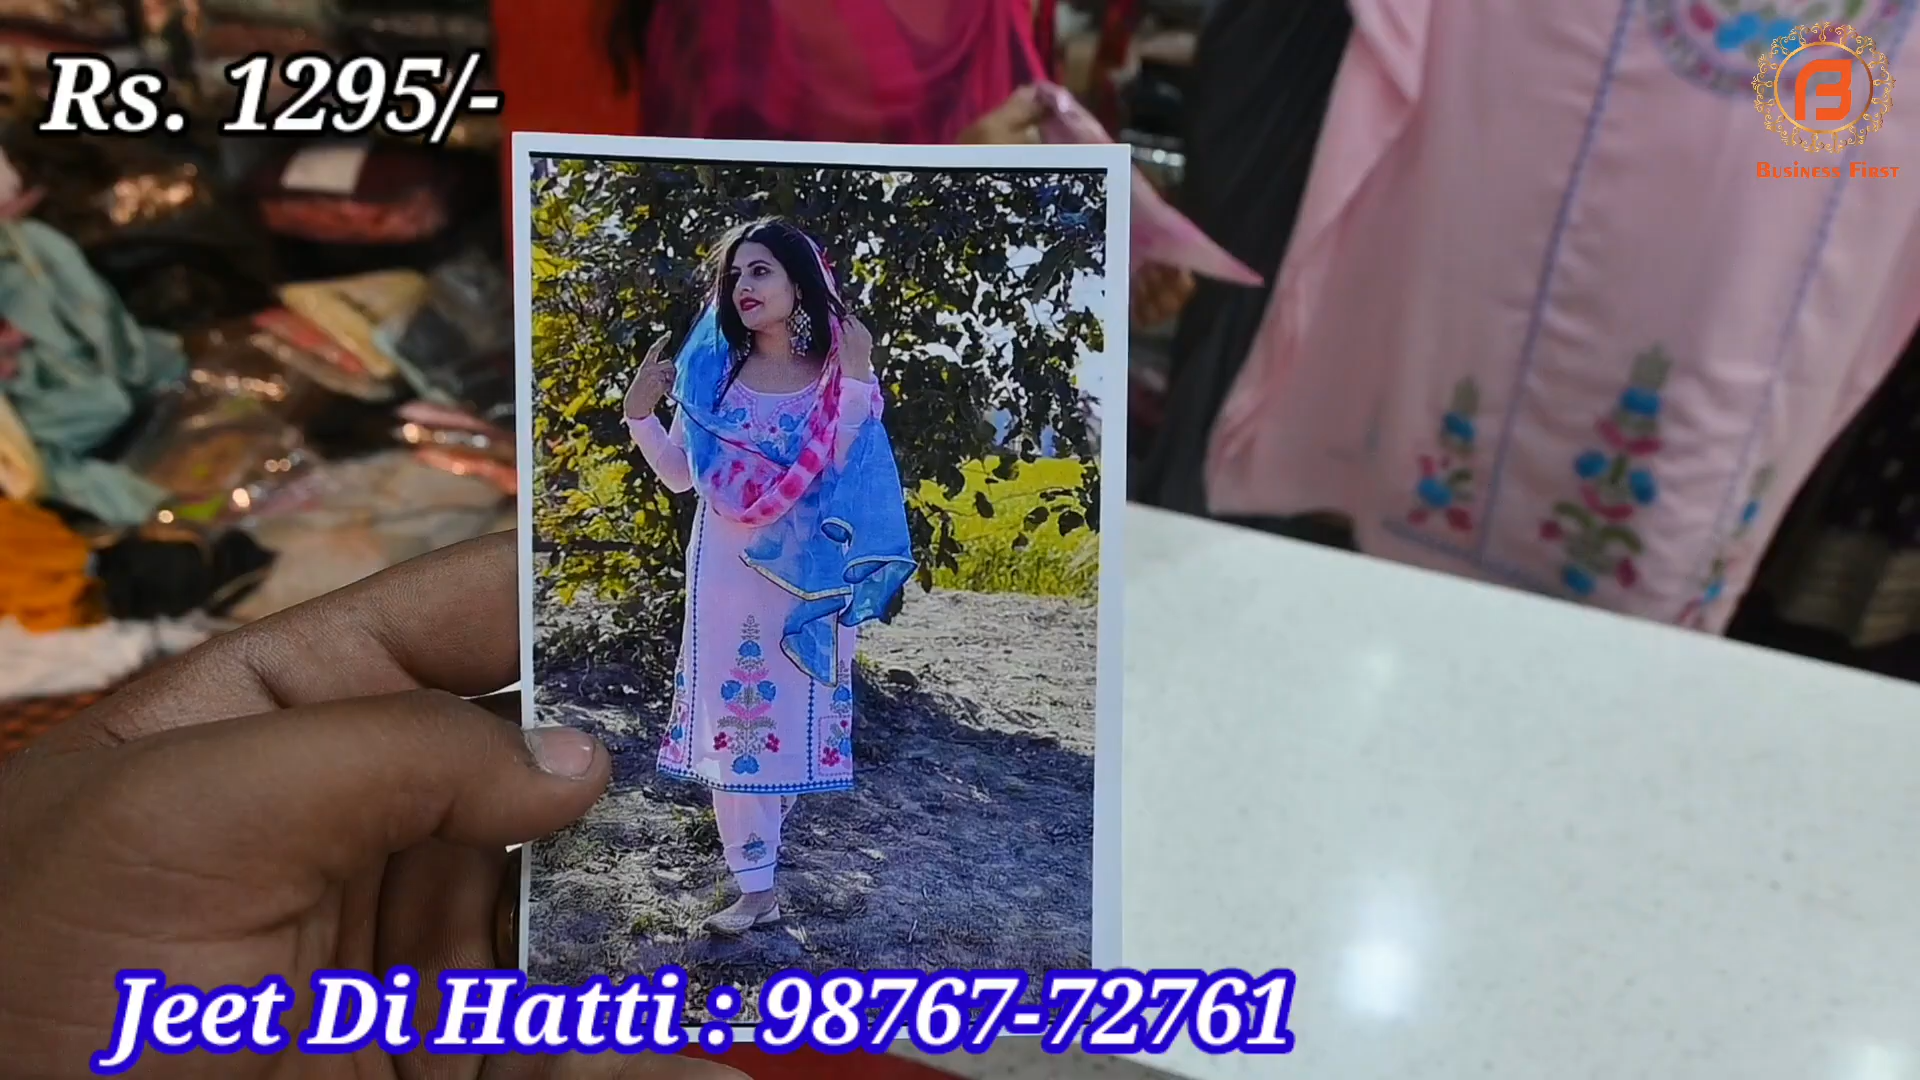 Rs. 1295/-
BUSINESS FIRST
Jeet Di Hatti : 98767-72761